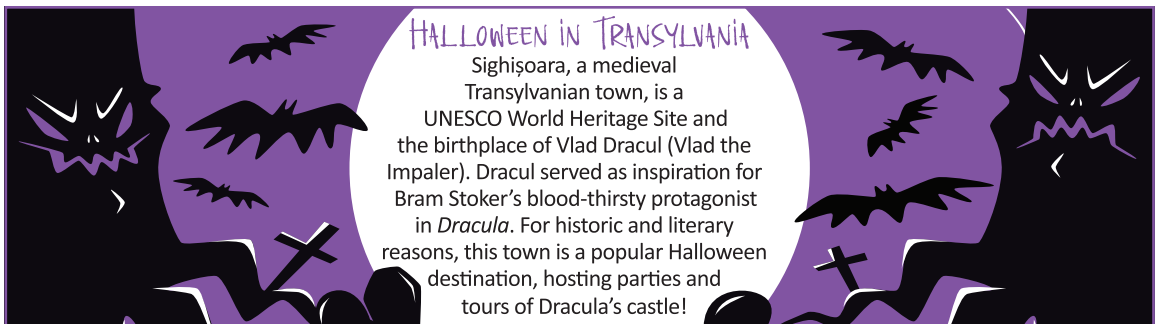 HALLOWEEN IN TRANSYLVANIA
Sighișoara, a medieval
Transylvanian town, is a
UNESCO World Heritage Site and
the birthplace of Vlad Dracul (Vlad the
Impaler). Dracul served as inspiration for
Bram Stoker’s blood-thirsty protagonist
in Dracula. For historic and literary
reasons, this town is a popular Halloween
destination, hosting parties and
tours of Dracula’s castle!